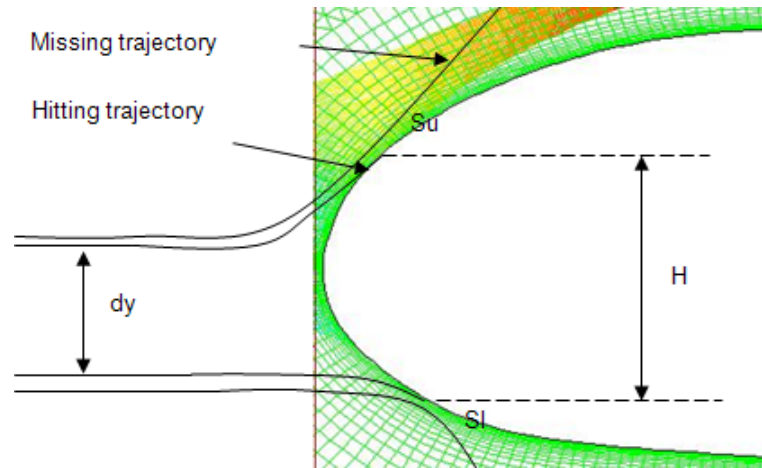 Missing trajectory
Hitting trajectory
Su
dy
H
Sl